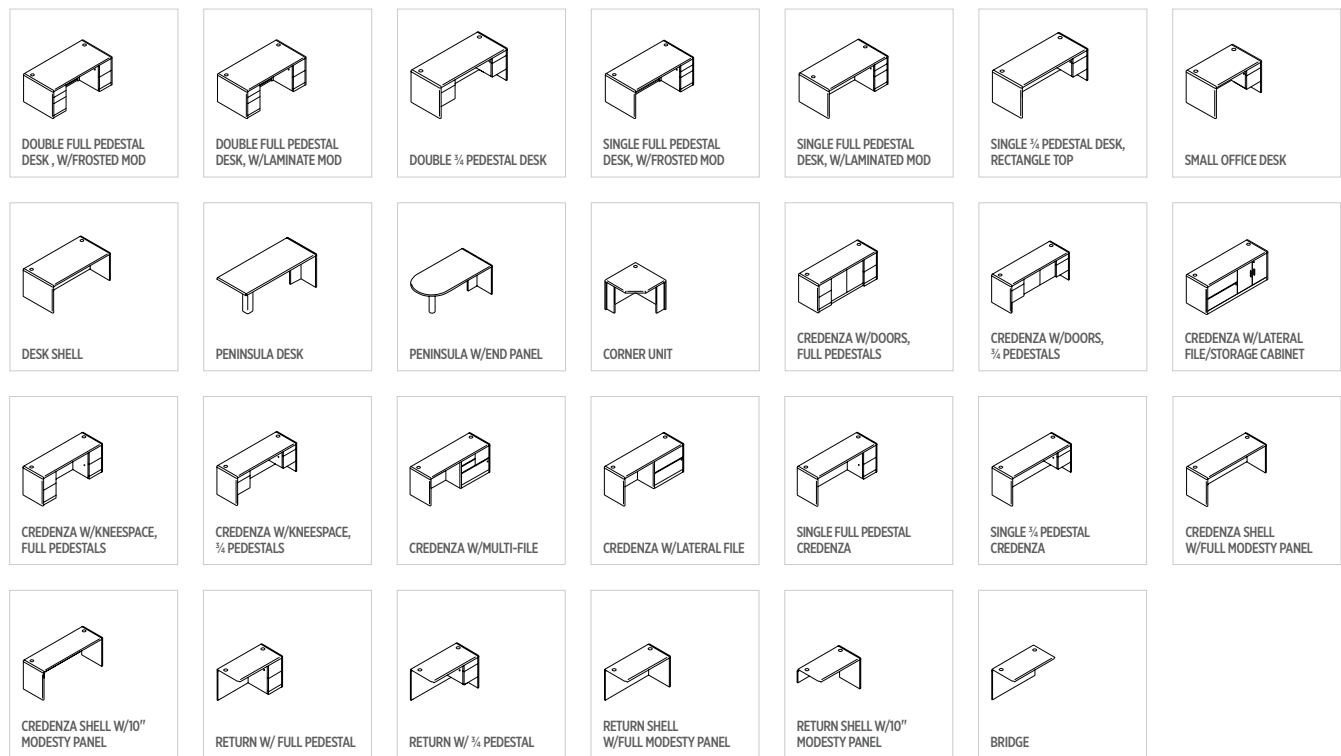 DOUBLE FULL PEDESTAL
DESK , W/FROSTED MOD
DOUBLE FULL PEDESTAL
DESK, W/LAMINATE MOD
DOUBLE ¾ PEDESTAL DESK
SINGLE FULL PEDESTAL
DESK, W/FROSTED MOD
SINGLE FULL PEDESTAL
DESK, W/LAMINATED MOD
SINGLE ¾ PEDESTAL DESK,
RECTANGLE TOP
SMALL OFFICE DESK
DESK SHELL
PENINSULA DESK
PENINSULA W/END PANEL
CORNER UNIT
CREDENZA W/DOORS,
FULL PEDESTALS
CREDENZA W/DOORS,
¾ PEDESTALS
CREDENZA W/LATERAL
FILE/STORAGE CABINET
CREDENZA W/KNEESPACE,
FULL PEDESTALS
CREDENZA W/KNEESPACE,
¾ PEDESTALS
CREDENZA W/MULTI-FILE
CREDENZA W/LATERAL FILE
SINGLE FULL PEDESTAL
CREDENZA
SINGLE ¾ PEDESTAL
CREDENZA
CREDENZA SHELL
W/FULL MODESTY PANEL
CREDENZA SHELL W/10"
MODESTY PANEL
RETURN W/ FULL PEDESTAL
RETURN W/ ¾ PEDESTAL
RETURN SHELL
W/FULL MODESTY PANEL
RETURN SHELL W/10"
MODESTY PANEL
BRIDGE